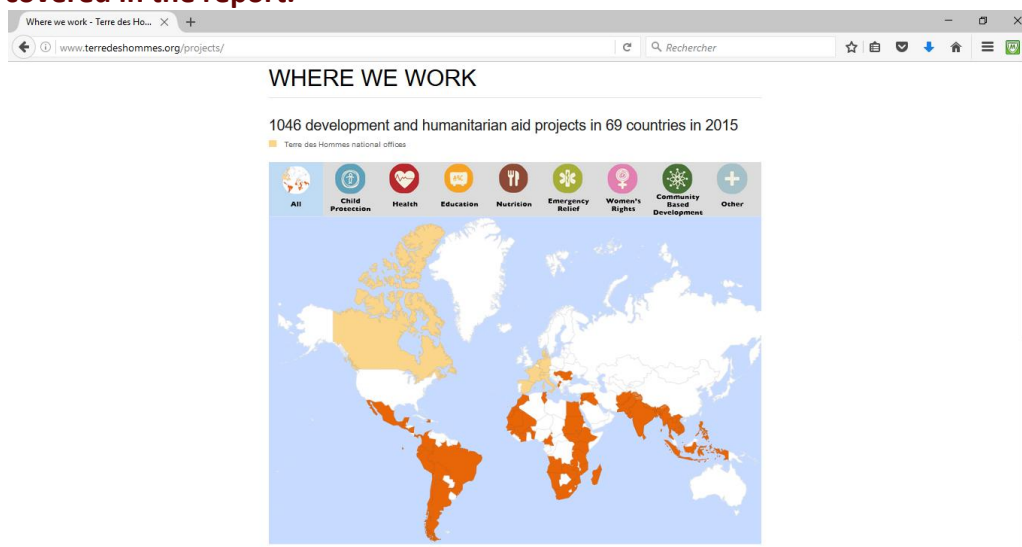 covered in the report.
Where we work - Terre des Ho...
www.terredeshommes.org/projects/
Rechercher
WHERE WE WORK
1046 development and humanitarian aid projects in 69 countries in 2015
Terre des Hommes national offices
All
Child Protection
Health
Education
Nutrition
Emergency Relief
Women's Rights
Community Based Development
Other